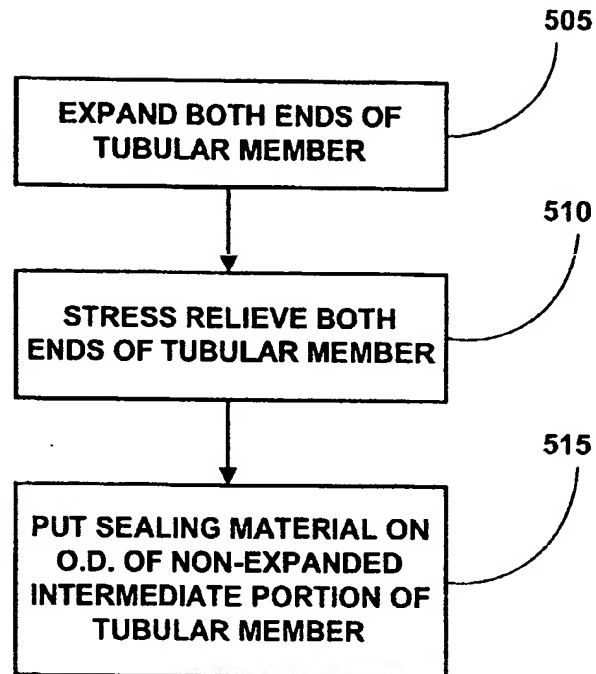 505
EXPAND BOTH ENDS OF
TUBULAR MEMBER
510
STRESS RELIEVE BOTH
ENDS OF TUBULAR MEMBER
515
PUT SEALING MATERIAL ON
O.D. OF NON-EXPANDED
INTERMEDIATE PORTION OF
TUBULAR MEMBER